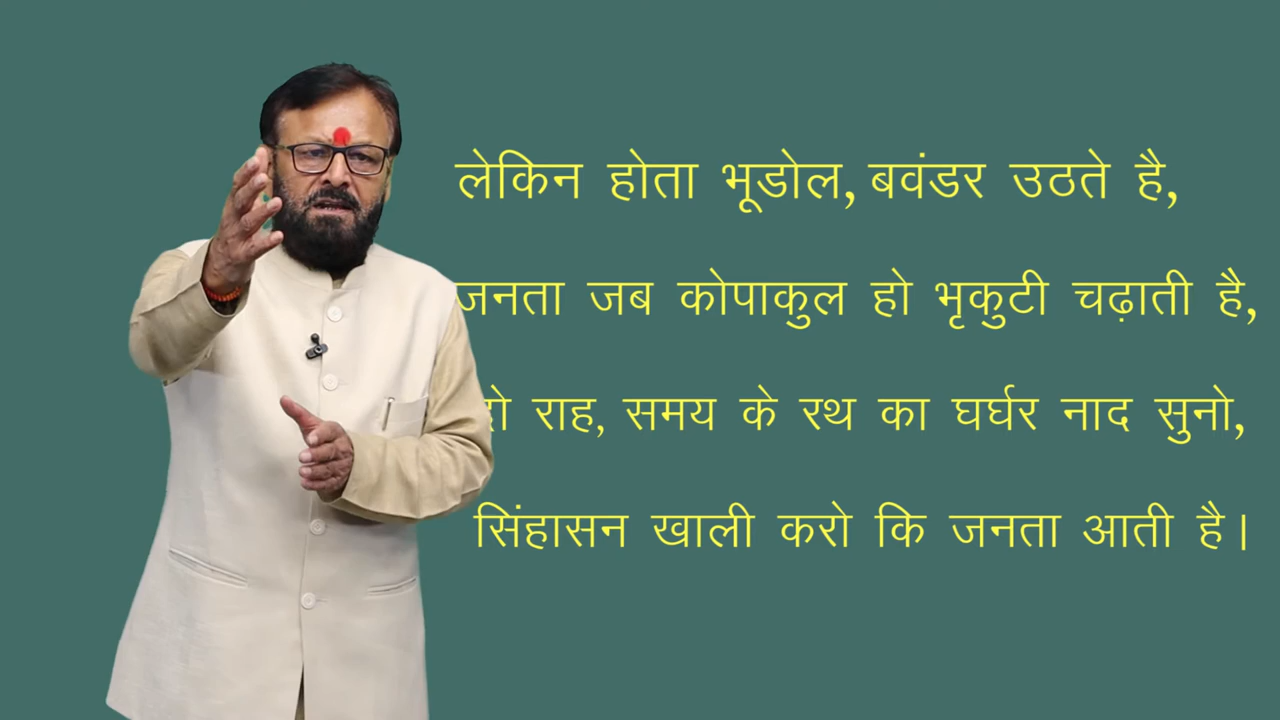 लेकिन होता भूडोल, बवंडर उठते है,
जनता जब कोपाकुल हो भृकुटी चढ़ाती है,
दो राह, समय के रथ का घर्घर नाद सुनो,
सिंहासन खाली करो कि जनता आती है।